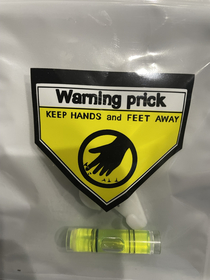 Warning prick
KEEP HANDS and FEET AWAY